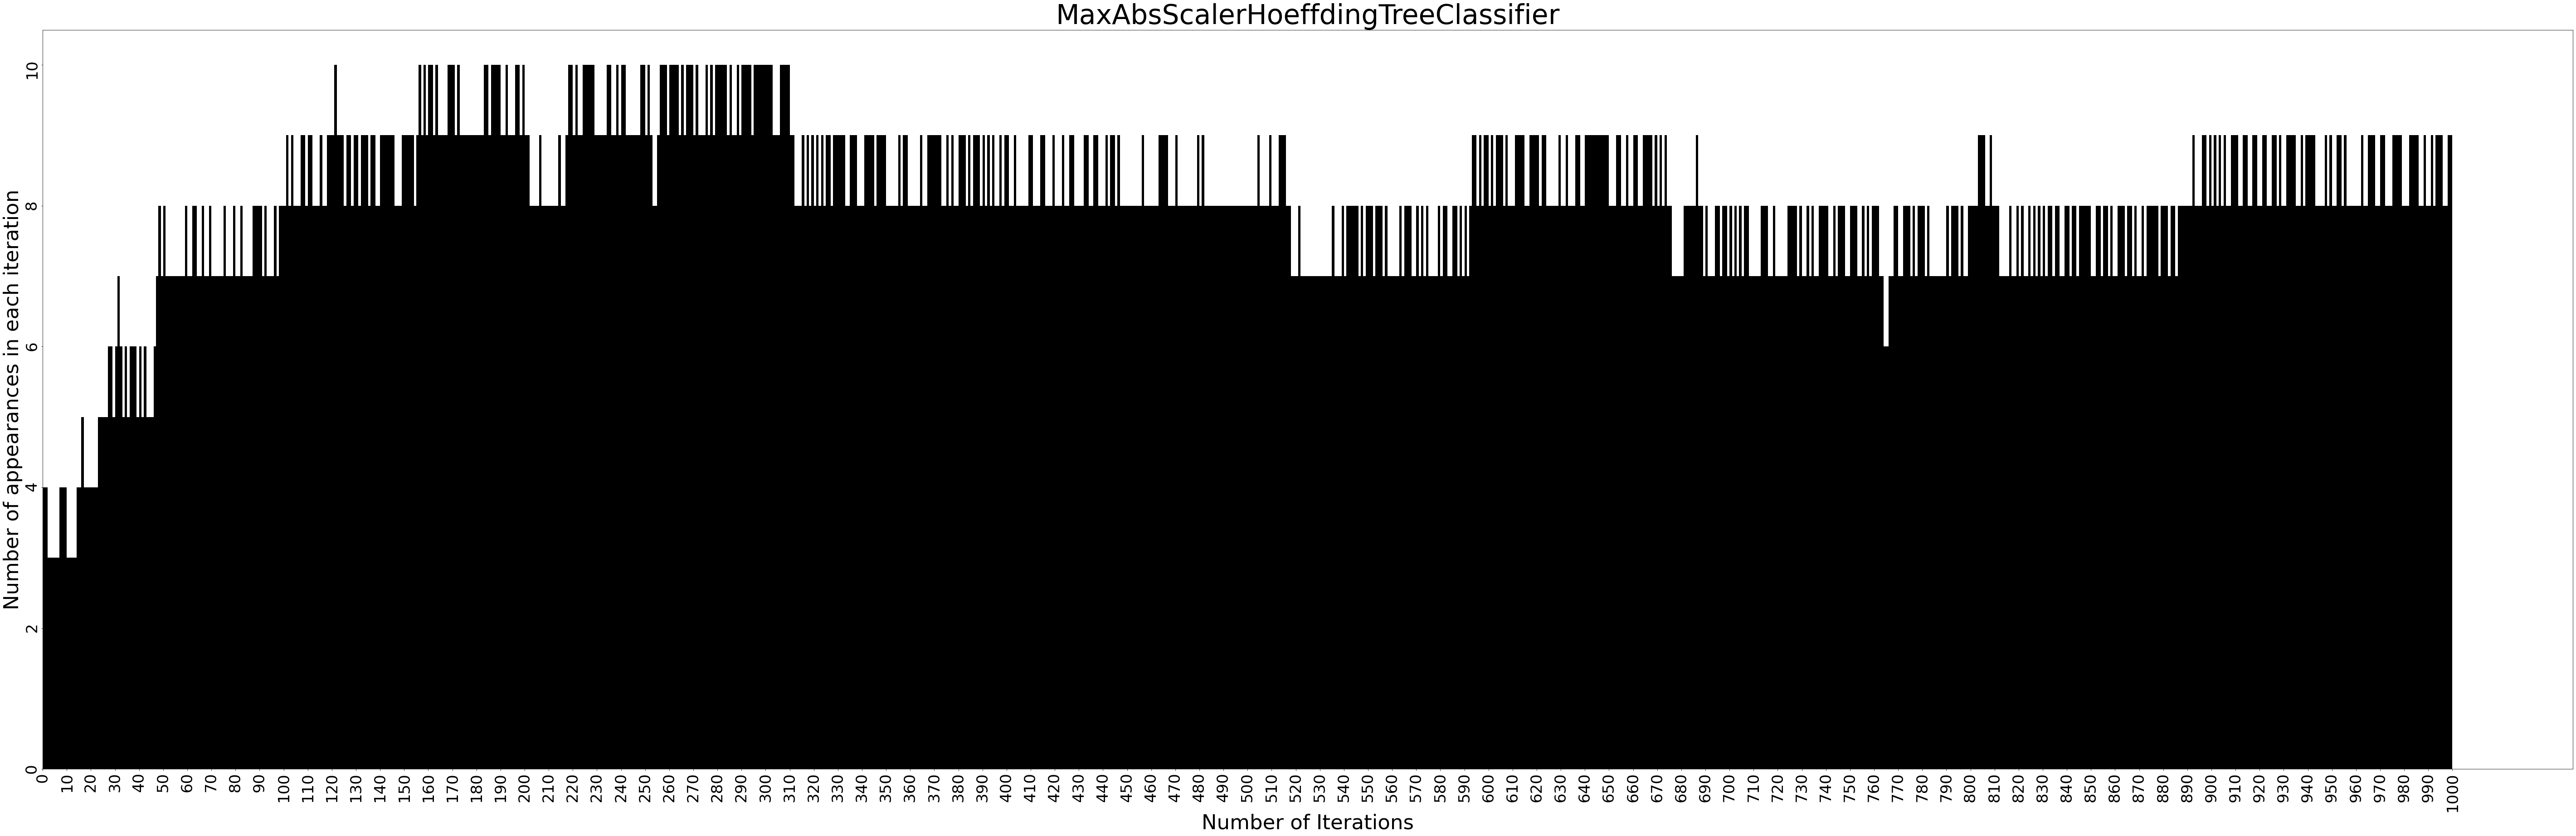 MaxAbsScalerHoeffdingTreeClassifier
Number of appearances in each iteration
10
8
6
4
2
0
0 10 20 30 40 50 60 70 80 90 100 110 120 130 140 150 160 170 180 190 200 210 220 230 240 250 260 270 280 290 300 310 320 330 340 350 360 370 380 390 400 410 420 430 440 450 460 470 480 490 500 510 520 530 540 550 560 570 580 590 600 610 620 630 640 650 660 670 680 690 700 710 720 730 740 750 760 770 780 790 800 810 820 830 840 850 860 870 880 890 900 910 920 930 940 950 960 970 980 990 1000
Number of Iterations